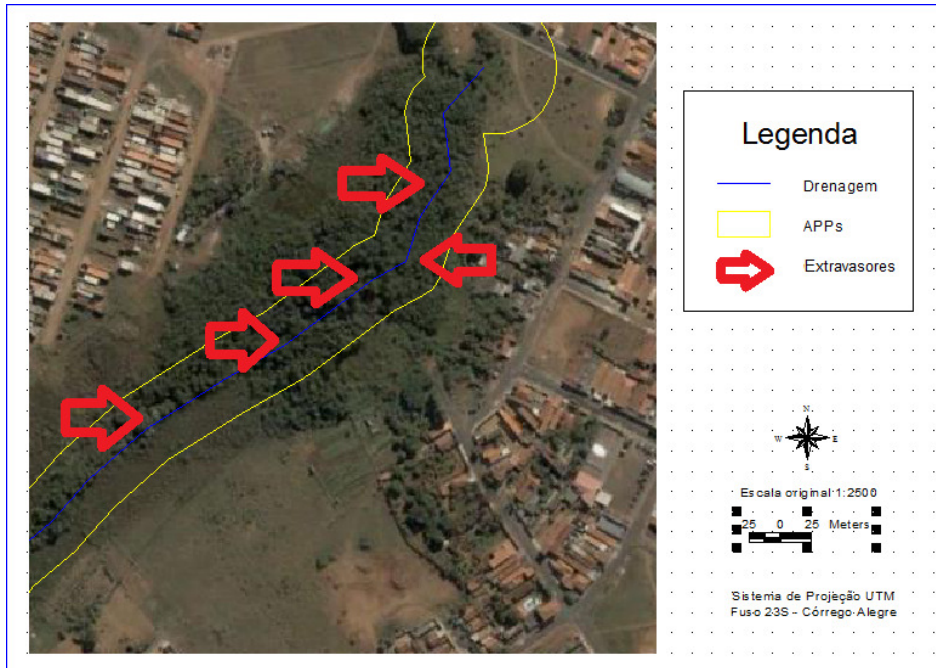 Legenda
Drenagem
APPs
Extravasores
N
W E
S
Escala original 1:2500
25 0 25 Meters
Sistema de Projeção UTM
Fuso 23S - Córrego Alegre